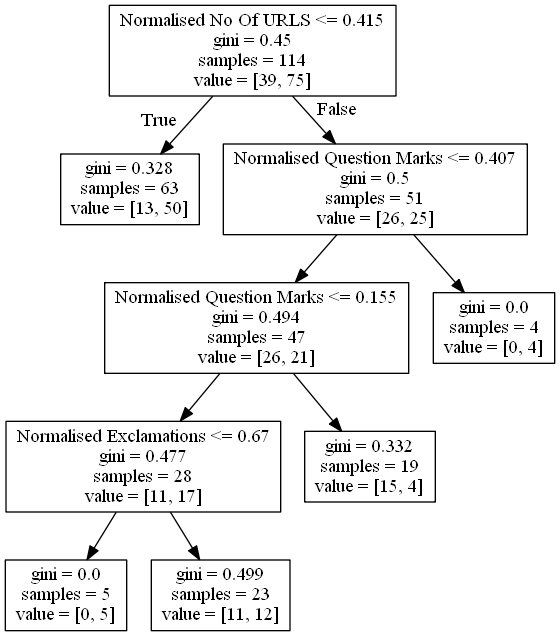 Normalised No Of URLS <= 0.415
gini = 0.45
samples = 114
value = [39, 75]
True
False
gini = 0.328
samples = 63
value = [13, 50]
Normalised Question Marks <= 0.407
gini = 0.5
samples = 51
value = [26, 25]
Normalised Question Marks <= 0.155
gini = 0.494
samples = 47
value = [26, 21]
gini = 0.0
samples = 4
value = [0, 4]
Normalised Exclamations <= 0.67
gini = 0.477
samples = 28
value = [11, 17]
gini = 0.332
samples = 19
value = [15, 4]
gini = 0.0
samples = 5
value = [0, 5]
gini = 0.499
samples = 23
value = [11, 12]